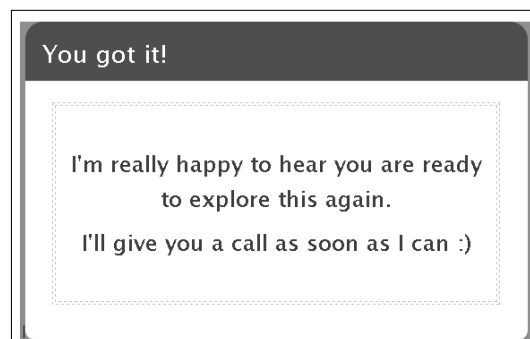 You got it!
I'm really happy to hear you are ready
to explore this again.
I'll give you a call as soon as I can :)